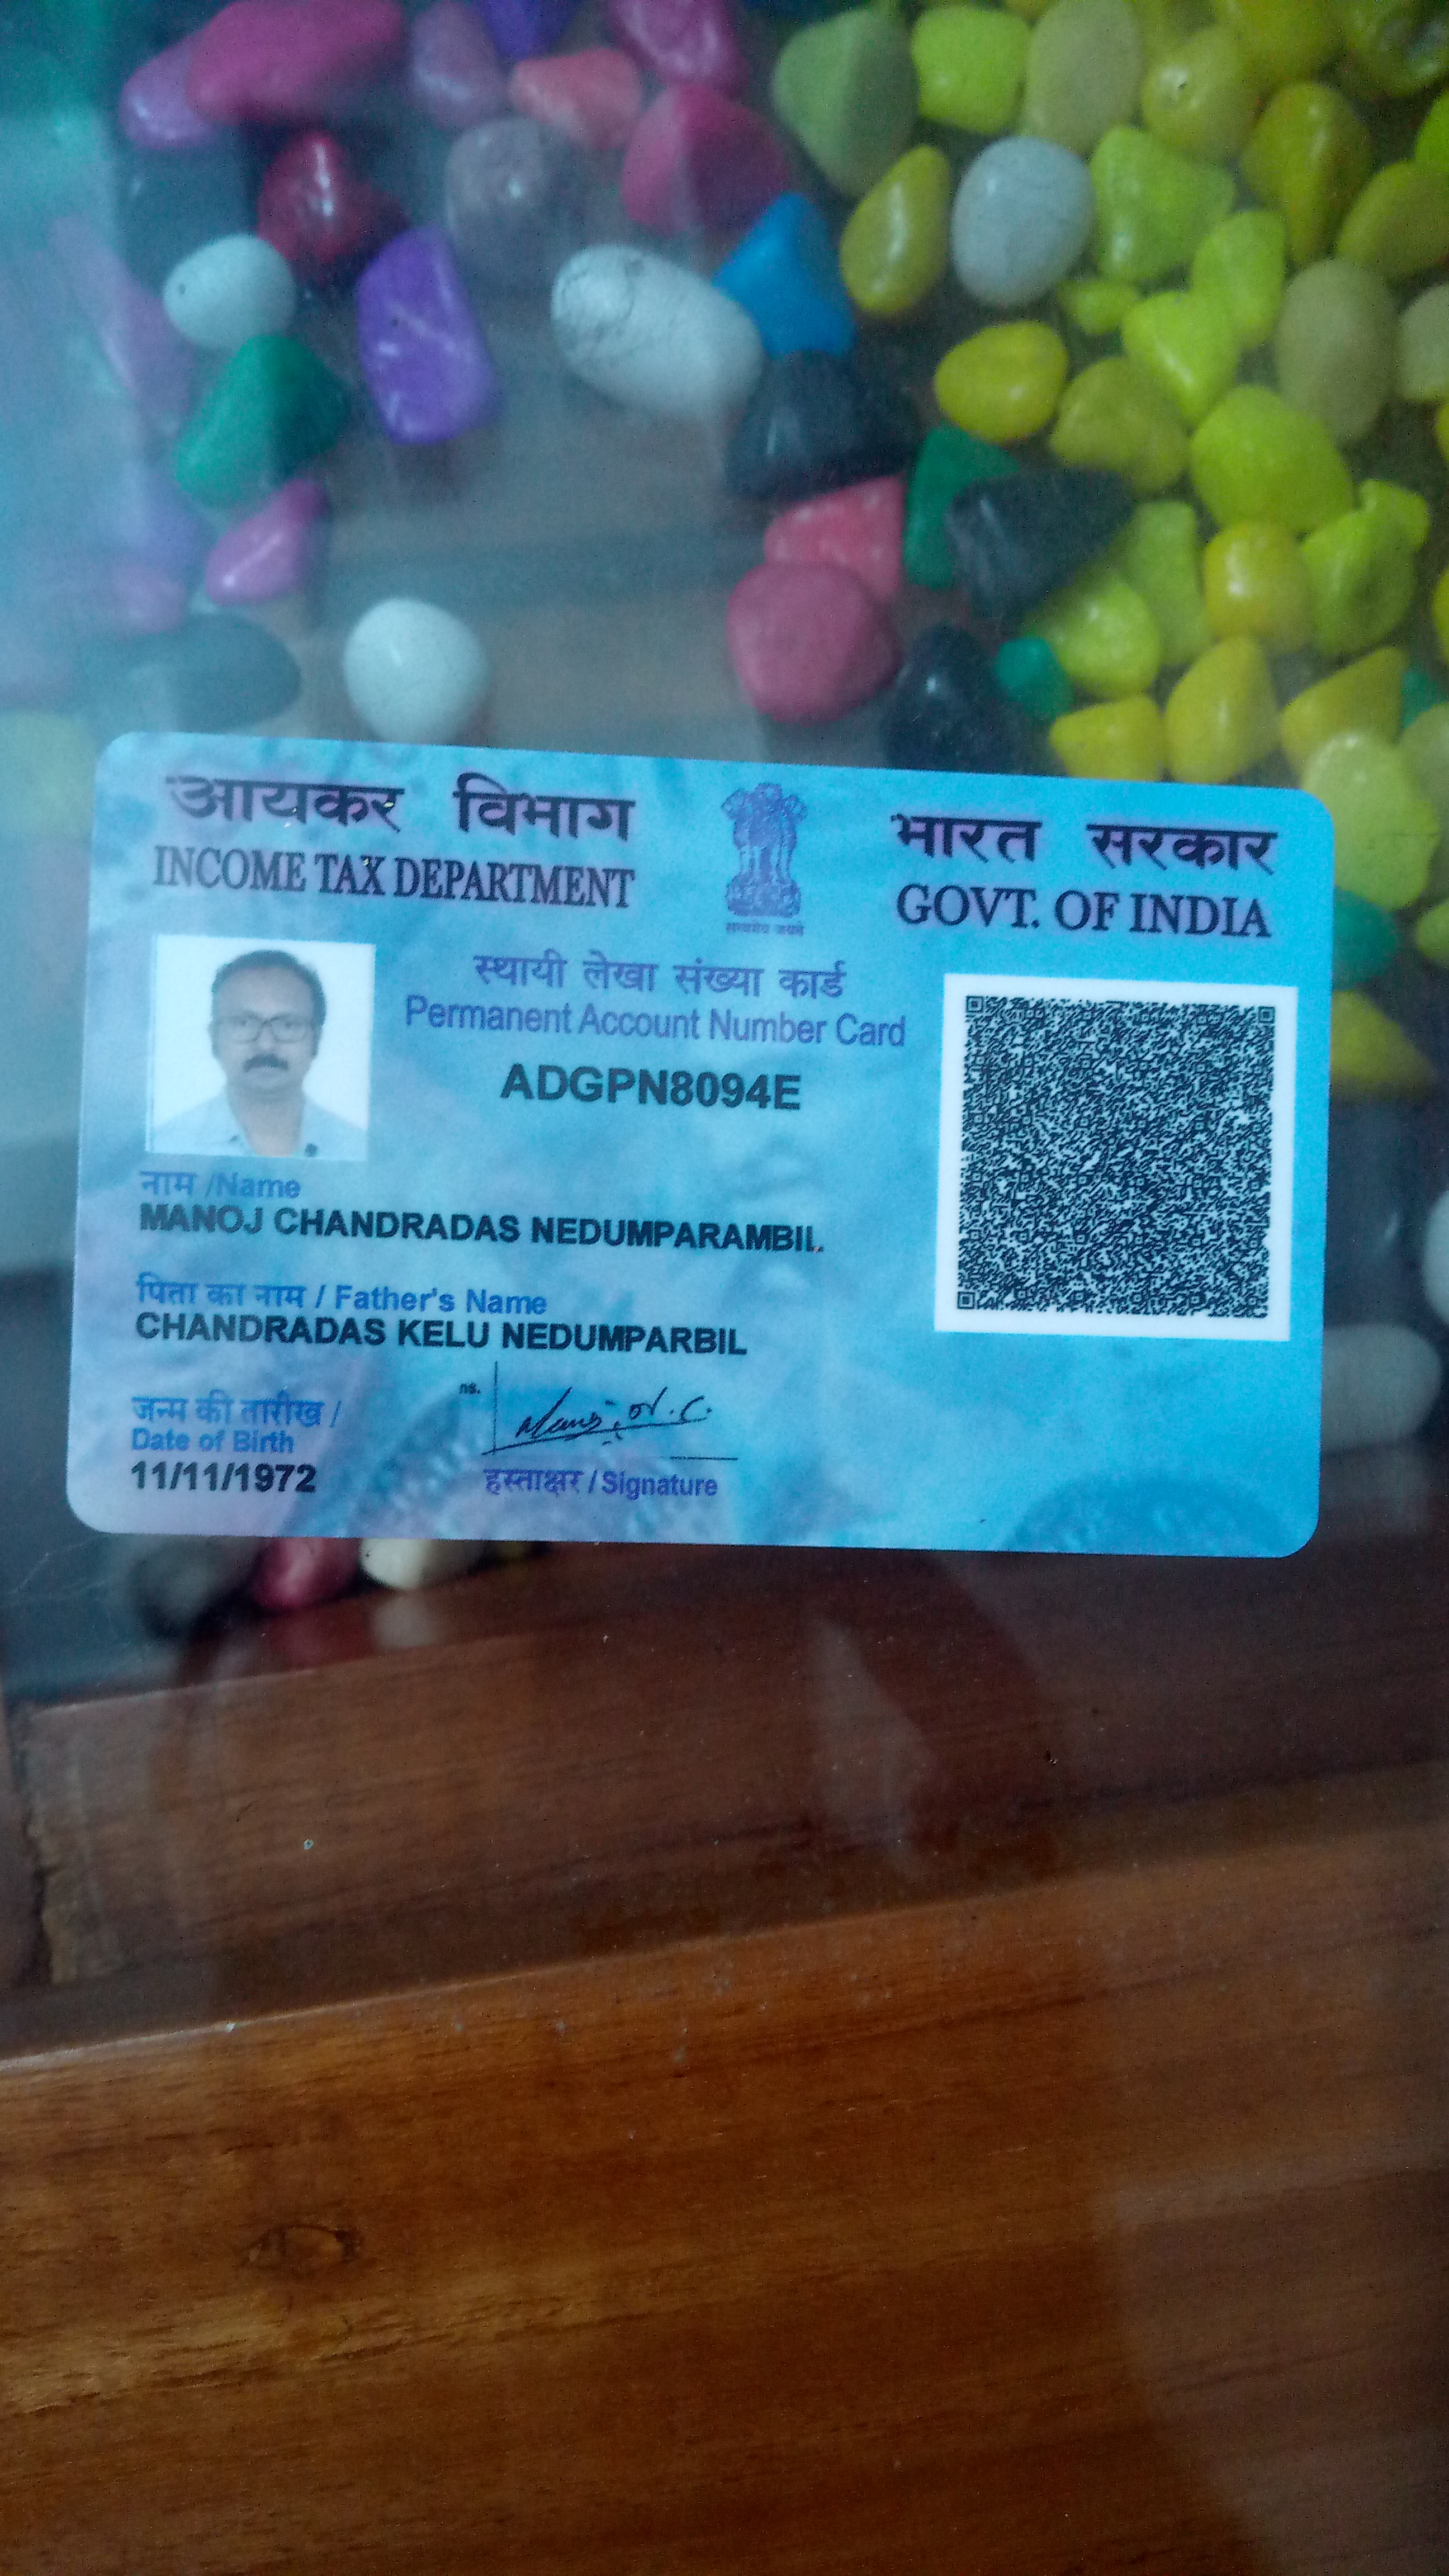 आयकर विभाग
INCOME TAX DEPARTMENT
सत्यमेव जयते
भारत सरकार
GOVT. OF INDIA
स्थायी लेखा संख्या कार्ड
Permanent Account Number Card
ADGPN8094E
नाम /Name
MANOJ CHANDRADAS NEDUMPARAMBIL
पिता का नाम / Father's Name
CHANDRADAS KELU NEDUMPARBIL
जन्म की तारीख /
Date of Birth
11/11/1972
ns.
Manoj. N. C.
हस्ताक्षर / Signature